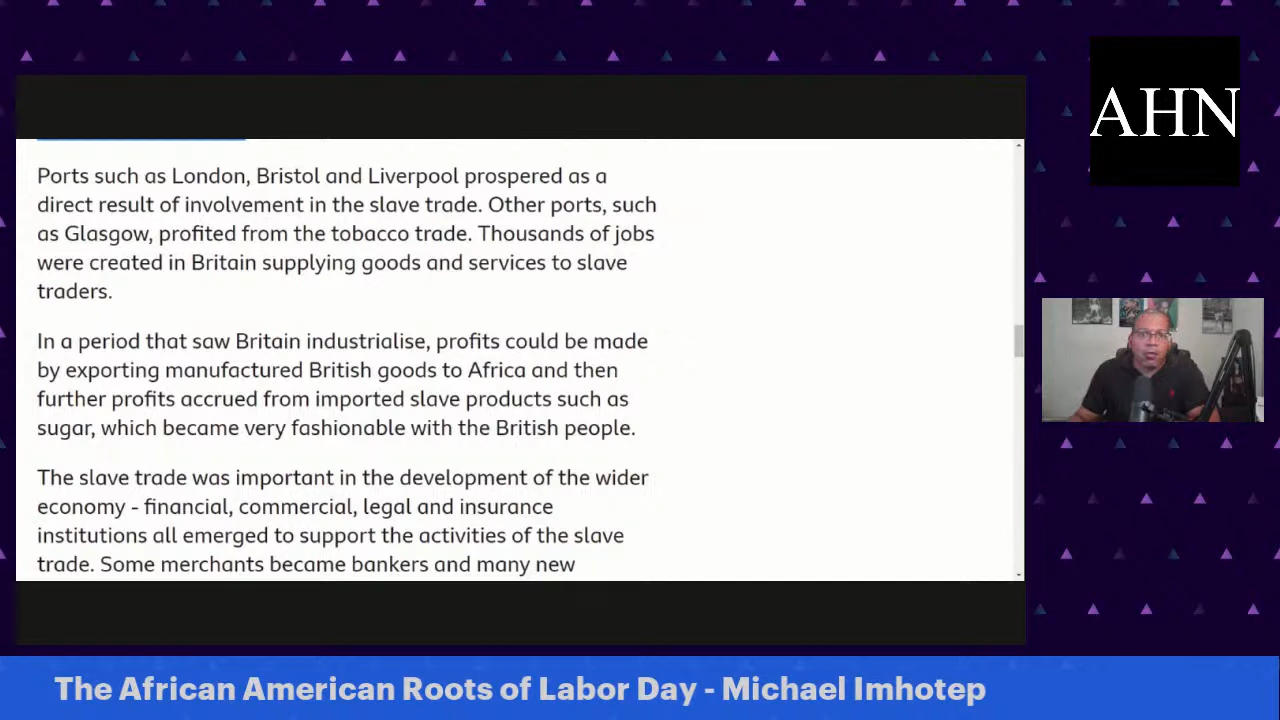 AHN
Ports such as London, Bristol and Liverpool prospered as a
direct result of involvement in the slave trade. Other ports, such
as Glasgow, profited from the tobacco trade. Thousands of jobs
were created in Britain supplying goods and services to slave
traders.
In a period that saw Britain industrialise, profits could be made
by exporting manufactured British goods to Africa and then
further profits accrued from imported slave products such as
sugar, which became very fashionable with the British people.
The slave trade was important in the development of the wider
economy - financial, commercial, legal and insurance
institutions all emerged to support the activities of the slave
trade. Some merchants became bankers and many new
The African American Roots of Labor Day - Michael Imhotep